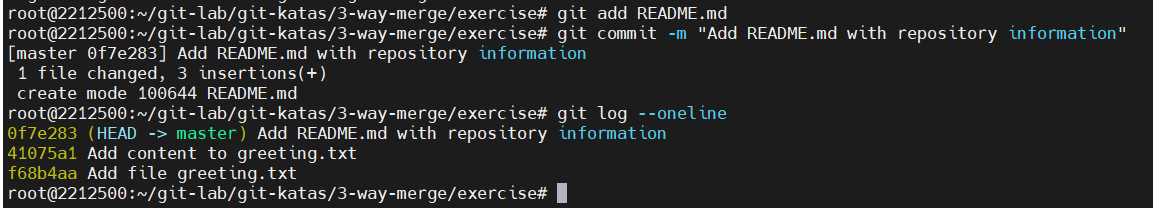 root@2212500:~/git-lab/git-katas/3-way-merge/exercise# git add README.md
root@2212500:~/git-lab/git-katas/3-way-merge/exercise# git commit -m "Add README.md with repository information"
[master 0f7e283] Add README.md with repository information
 1 file changed, 3 insertions(+)
 create mode 100644 README.md
root@2212500:~/git-lab/git-katas/3-way-merge/exercise# git log --oneline
0f7e283 (HEAD -> master) Add README.md with repository information
41075a1 Add content to greeting.txt
f68b4aa Add file greeting.txt
root@2212500:~/git-lab/git-katas/3-way-merge/exercise#